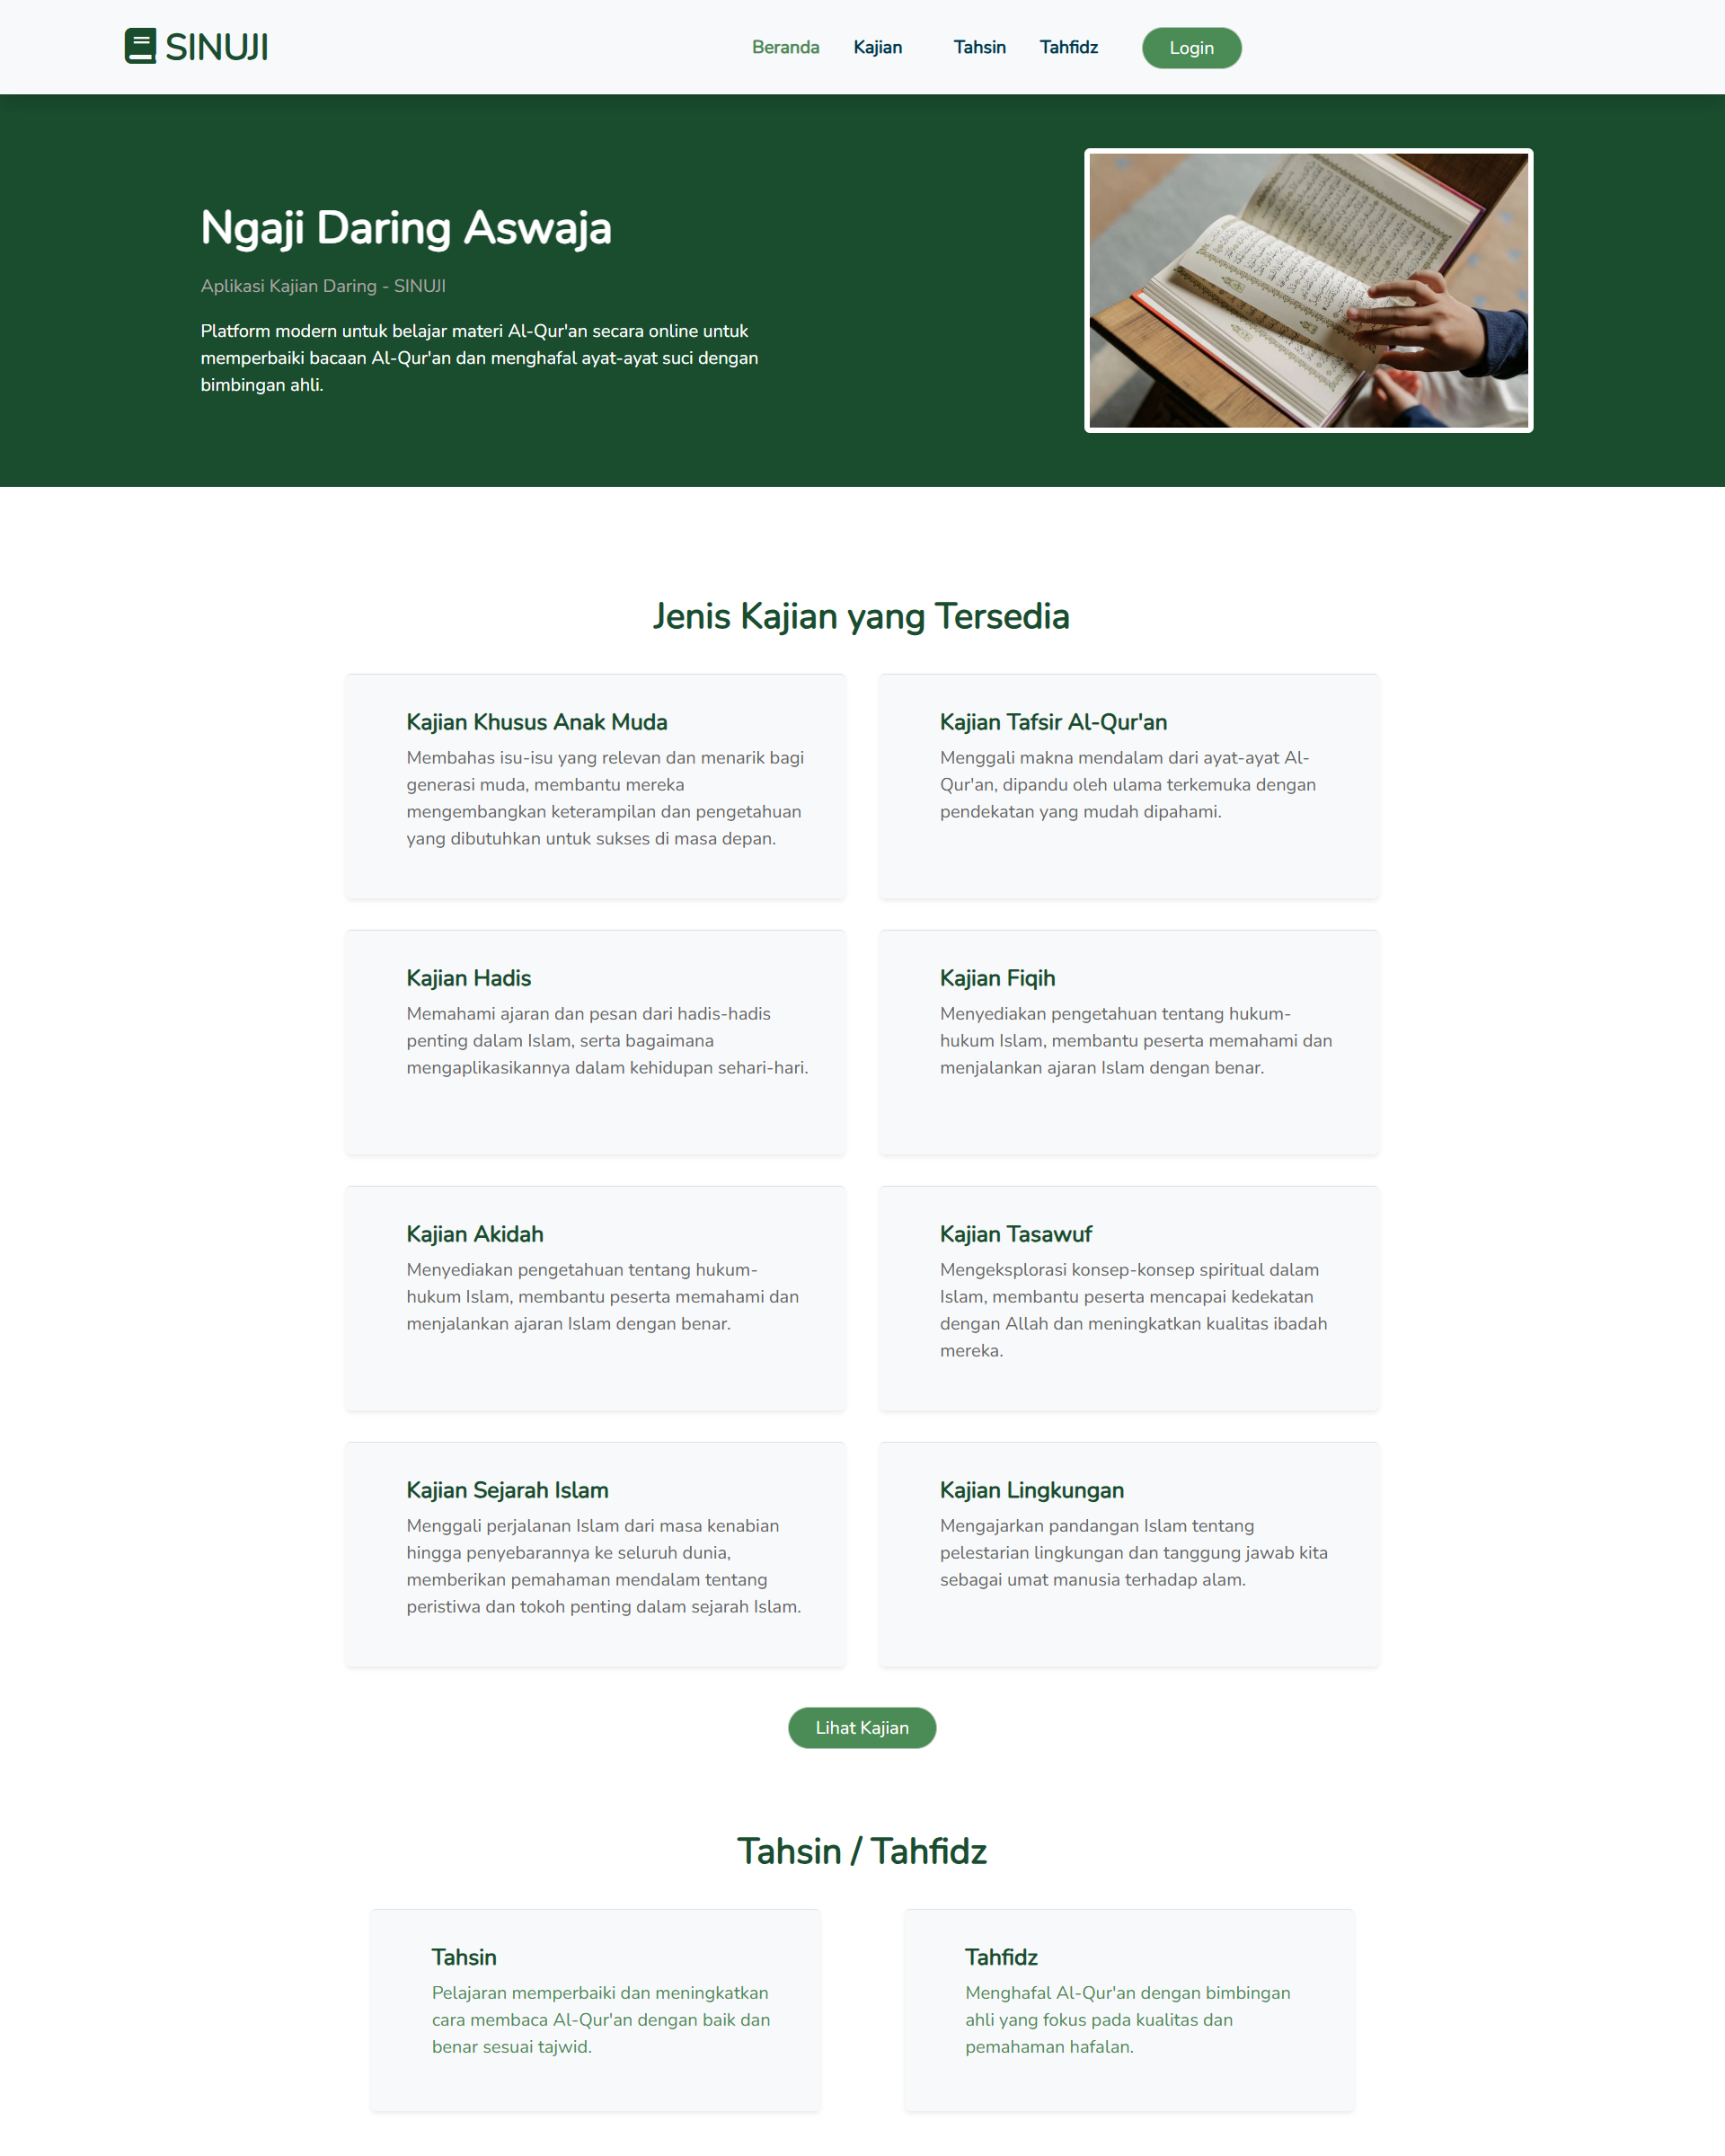 SINUJI
Beranda Kajian Tahsin Tahfidz Login
Ngaji Daring Aswaja
Aplikasi Kajian Daring - SINUJI
Platform modern untuk belajar materi Al-Qur'an secara online untuk
memperbaiki bacaan Al-Qur'an dan menghafal ayat-ayat suci dengan
bimbingan ahli.
Jenis Kajian yang Tersedia
Kajian Khusus Anak Muda
Membahas isu-isu yang relevan dan menarik bagi
generasi muda, membantu mereka
mengembangkan keterampilan dan pengetahuan
yang dibutuhkan untuk sukses di masa depan.
Kajian Tafsir Al-Qur'an
Menggali makna mendalam dari ayat-ayat Al-
Qur'an, dipandu oleh ulama terkemuka dengan
pendekatan yang mudah dipahami.
Kajian Hadis
Memahami ajaran dan pesan dari hadis-hadis
penting dalam Islam, serta bagaimana
mengaplikasikannya dalam kehidupan sehari-hari.
Kajian Fiqih
Menyediakan pengetahuan tentang hukum-
hukum Islam, membantu peserta memahami dan
menjalankan ajaran Islam dengan benar.
Kajian Akidah
Menyediakan pengetahuan tentang hukum-
hukum Islam, membantu peserta memahami dan
menjalankan ajaran Islam dengan benar.
Kajian Tasawuf
Mengeksplorasi konsep-konsep spiritual dalam
Islam, membantu peserta mencapai kedekatan
dengan Allah dan meningkatkan kualitas ibadah
mereka.
Kajian Sejarah Islam
Menggali perjalanan Islam dari masa kenabian
hingga penyebarannya ke seluruh dunia,
memberikan pemahaman mendalam tentang
peristiwa dan tokoh penting dalam sejarah Islam.
Kajian Lingkungan
Mengajarkan pandangan Islam tentang
pelestarian lingkungan dan tanggung jawab kita
sebagai umat manusia terhadap alam.
Lihat Kajian
Tahsin / Tahfidz
Tahsin
Pelajaran memperbaiki dan meningkatkan
cara membaca Al-Qur'an dengan baik dan
benar sesuai tajwid.
Tahfidz
Menghafal Al-Qur'an dengan bimbingan
ahli yang fokus pada kualitas dan
pemahaman hafalan.